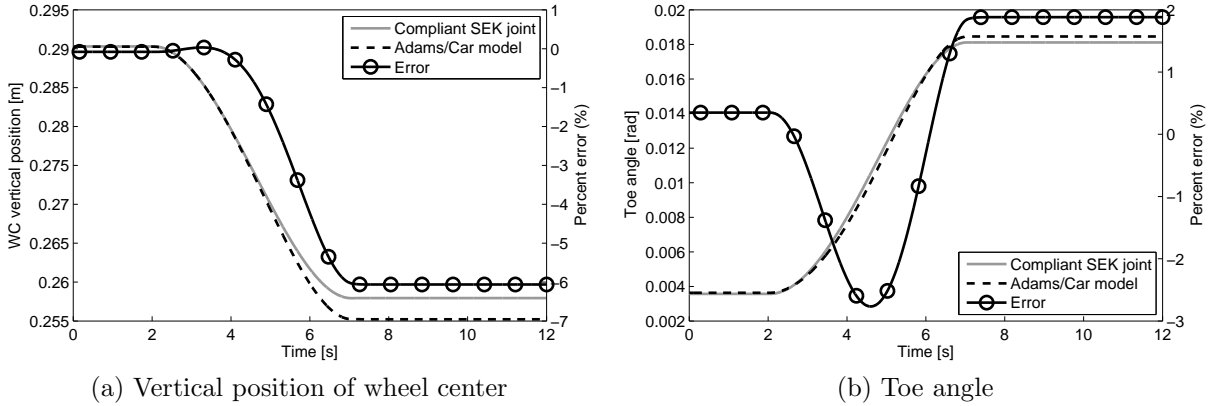 0.295
0.29
0.285
0.28
0.275
0.27
0.265
0.26
0.255
WC vertical position [m]
0 2 4 6 8 10 12
Time [s]
1
0
−1
−2
−3
−4
−5
−6
−7
Percent error (%)
Compliant SEK joint
Adams/Car model
Error
(a) Vertical position of wheel center
0.02
0.018
0.016
0.014
0.012
0.01
0.008
0.006
0.004
0.002
Toe angle [rad]
0 2 4 6 8 10 12
Time [s]
2
1
0
−1
−2
−3
Percent error (%)
Compliant SEK joint
Adams/Car model
Error
(b) Toe angle